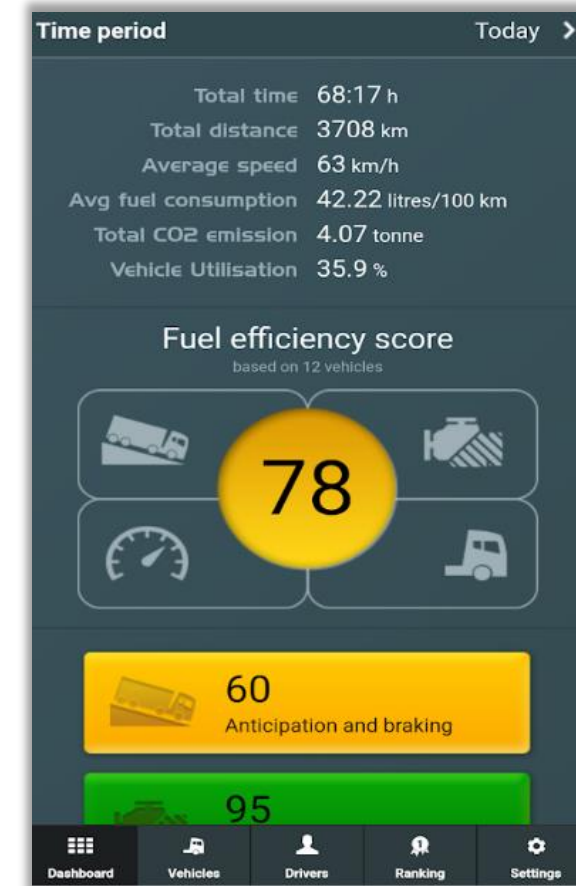 Time period Today
Total time 68:17 h
Total distance 3708 km
Average speed 63 km/h
Avg fuel consumption 42.22 litres/100 km
Total CO2 emission 4.07 tonne
Vehicle Utilisation 35.9 %
Fuel efficiency score
based on 12 vehicles
78
60
Anticipation and braking
95
Dashboard Vehicles Drivers Ranking Settings